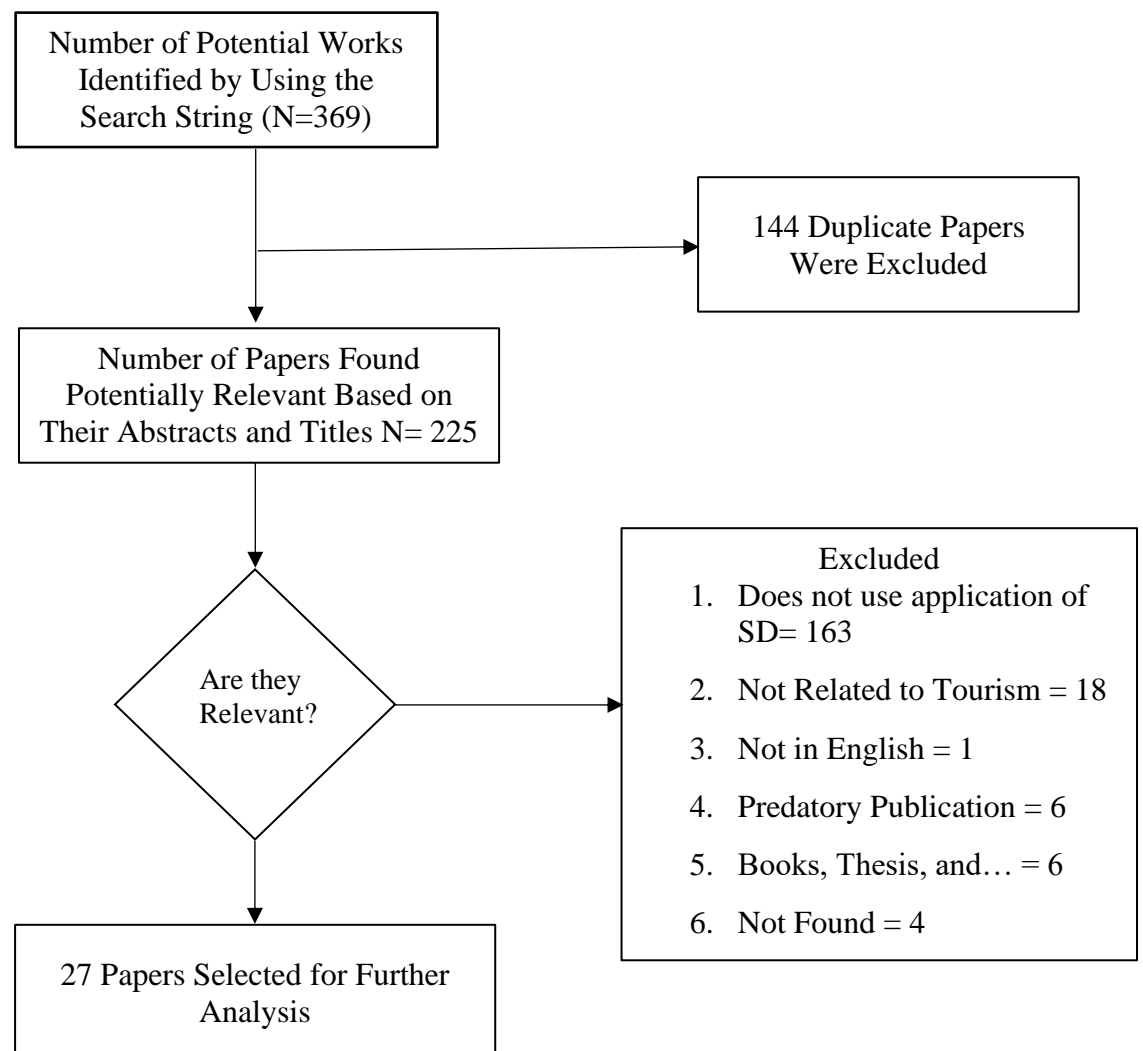 Number of Potential Works
Identified by Using the
Search String (N=369)
144 Duplicate Papers
Were Excluded
Number of Papers Found
Potentially Relevant Based on
Their Abstracts and Titles N= 225
Are they
Relevant?
Excluded
1. Does not use application of
SD= 163
2. Not Related to Tourism = 18
3. Not in English = 1
4. Predatory Publication = 6
5. Books, Thesis, and… = 6
6. Not Found = 4
27 Papers Selected for Further
Analysis